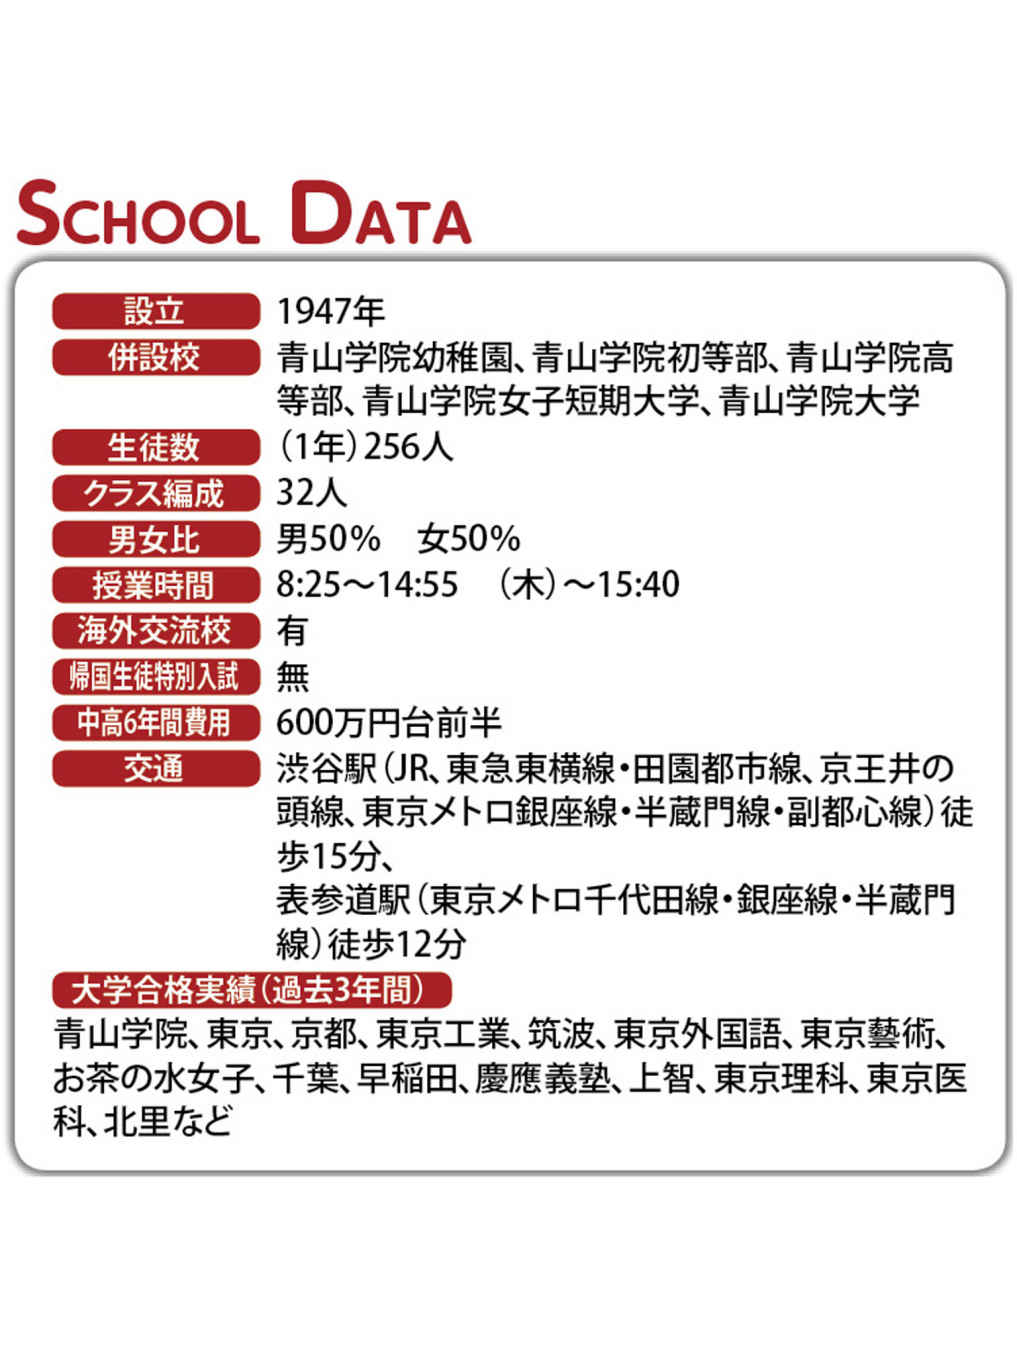 SCHOOL DATA
設立 1947年
併設校 青山学院幼稚園、青山学院初等部、青山学院高
等部、青山学院女子短期大学、青山学院大学
生徒数 （1年）256人
クラス編成 32人
男女比 男50％　女50％
授業時間 8:25～14:55　（木）～15:40
海外交流校 有
帰国生徒特別入試 無
中高6年間費用 600万円台前半
交通 渋谷駅（JR、東急東横線・田園都市線、京王井の
頭線、東京メトロ銀座線・半蔵門線・副都心線）徒
歩15分、
表参道駅（東京メトロ千代田線・銀座線・半蔵門
線）徒歩12分
大学合格実績（過去3年間）
青山学院、東京、京都、東京工業、筑波、東京外国語、東京藝術、
お茶の水女子、千葉、早稲田、慶應義塾、上智、東京理科、東京医
科、北里など